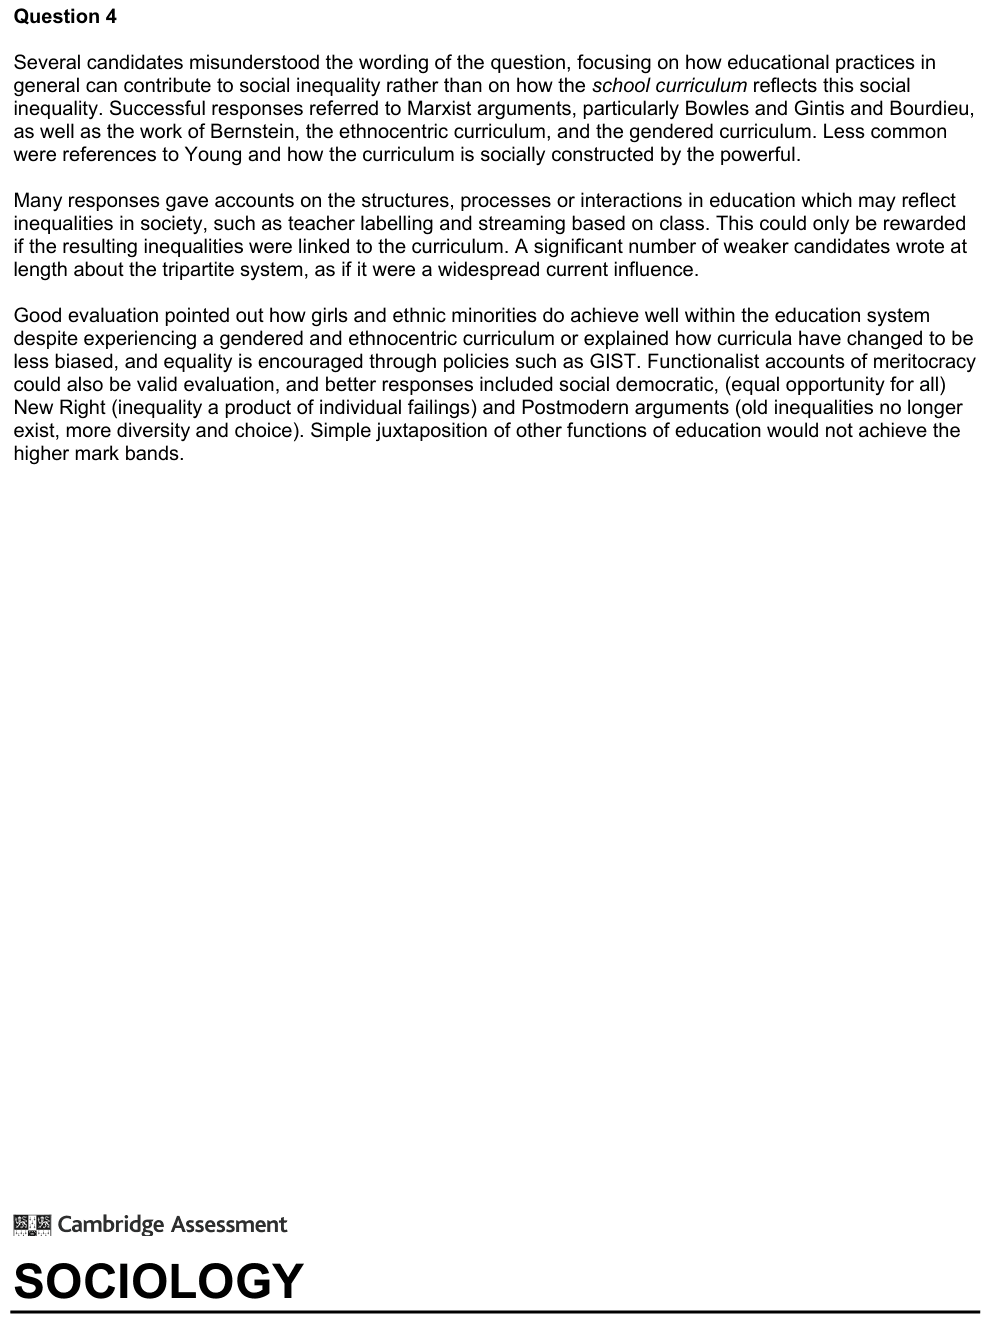 Question 4
Several candidates misunderstood the wording of the question, focusing on how educational practices in
general can contribute to social inequality rather than on how the school curriculum reflects this social
inequality. Successful responses referred to Marxist arguments, particularly Bowles and Gintis and Bourdieu,
as well as the work of Bernstein, the ethnocentric curriculum, and the gendered curriculum. Less common
were references to Young and how the curriculum is socially constructed by the powerful.
Many responses gave accounts on the structures, processes or interactions in education which may reflect
inequalities in society, such as teacher labelling and streaming based on class. This could only be rewarded
if the resulting inequalities were linked to the curriculum. A significant number of weaker candidates wrote at
length about the tripartite system, as if it were a widespread current influence.
Good evaluation pointed out how girls and ethnic minorities do achieve well within the education system
despite experiencing a gendered and ethnocentric curriculum or explained how curricula have changed to be
less biased, and equality is encouraged through policies such as GIST. Functionalist accounts of meritocracy
could also be valid evaluation, and better responses included social democratic, (equal opportunity for all)
New Right (inequality a product of individual failings) and Postmodern arguments (old inequalities no longer
exist, more diversity and choice). Simple juxtaposition of other functions of education would not achieve the
higher mark bands.
Cambridge Assessment
SOCIOLOGY